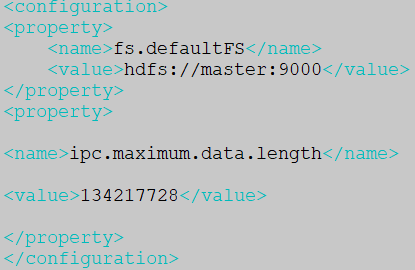 <configuration>
<property>
<name>fs.defaultFS</name>
<value>hdfs://master:9000</value>
</property>
<property>
<name>ipc.maximum.data.length</name>
<value>134217728</value>
</property>
</configuration>